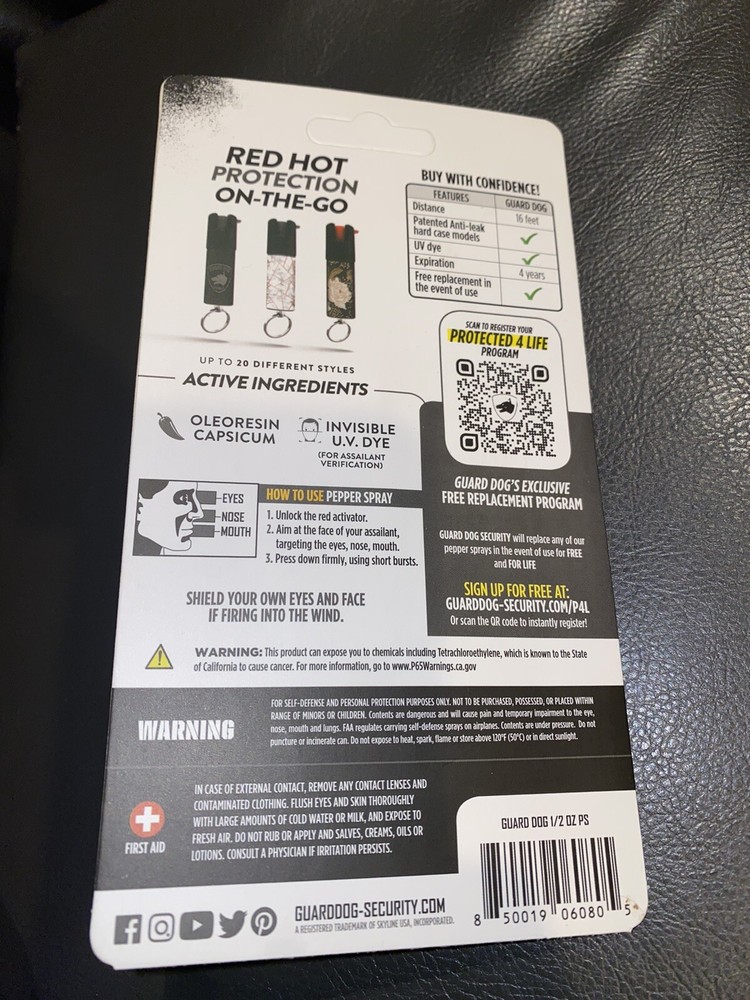 RED HOT
PROTECTION
ON-THE-GO
UP TO 20 DIFFERENT STYLES
BUY WITH CONFIDENCE!
FEATURES GUARD DOG
Distance 16 feet
Patented Anti-leak
hard case models
UV dye
Expiration 4 years
Free replacement in
the event of use
SCAN TO REGISTER YOUR
PROTECTED 4 LIFE
PROGRAM
ACTIVE INGREDIENTS
OLEORESIN
CAPSICUM
INVISIBLE
U.V. DYE
(FOR ASSAILANT
VERIFICATION)
GUARD DOG'S EXCLUSIVE
FREE REPLACEMENT PROGRAM
GUARD DOG SECURITY will replace any of our
pepper sprays in the event of use for FREE
and FOR LIFE
SIGN UP FOR FREE AT:
GUARDDOG-SECURITY.COM/P4L
Or scan the QR code to instantly register!
EYES
NOSE
MOUTH
HOW TO USE PEPPER SPRAY
1. Unlock the red activator.
2. Aim at the face of your assailant,
targeting the eyes, nose, mouth.
3. Press down firmly, using short bursts.
SHIELD YOUR OWN EYES AND FACE
IF FIRING INTO THE WIND.
WARNING: This product can expose you to chemicals including Tetrachloroethylene, which is known to the State
of California to cause cancer. For more information, go to www.P65Warnings.ca.gov
WARNING
FOR SELF-DEFENSE AND PERSONAL PROTECTION PURPOSES ONLY. NOT TO BE PURCHASED, POSSESSED, OR PLACED WITHIN
RANGE OF MINORS OR CHILDREN. Contents are dangerous and will cause pain and temporary impairment to the eye,
nose, mouth and lungs. FAA regulates carrying self-defense sprays on airplanes. Contents are under pressure. Do not
puncture or incinerate can. Do not expose to heat, spark, flame or store above 120°F (50°C) or in direct sunlight.
FIRST AID
IN CASE OF EXTERNAL CONTACT, REMOVE ANY CONTACT LENSES AND
CONTAMINATED CLOTHING. FLUSH EYES AND SKIN THOROUGHLY
WITH LARGE AMOUNTS OF COLD WATER OR MILK, AND EXPOSE TO
FRESH AIR. DO NOT RUB OR APPLY AND SALVES, CREAMS, OILS OR
LOTIONS. CONSULT A PHYSICIAN IF IRRITATION PERSISTS.
GUARD DOG 1/2 OZ PS
8 50019 06080 5
GUARDDOG-SECURITY.COM
A REGISTERED TRADEMARK OF SKYLINE USA, INCORPORATED.